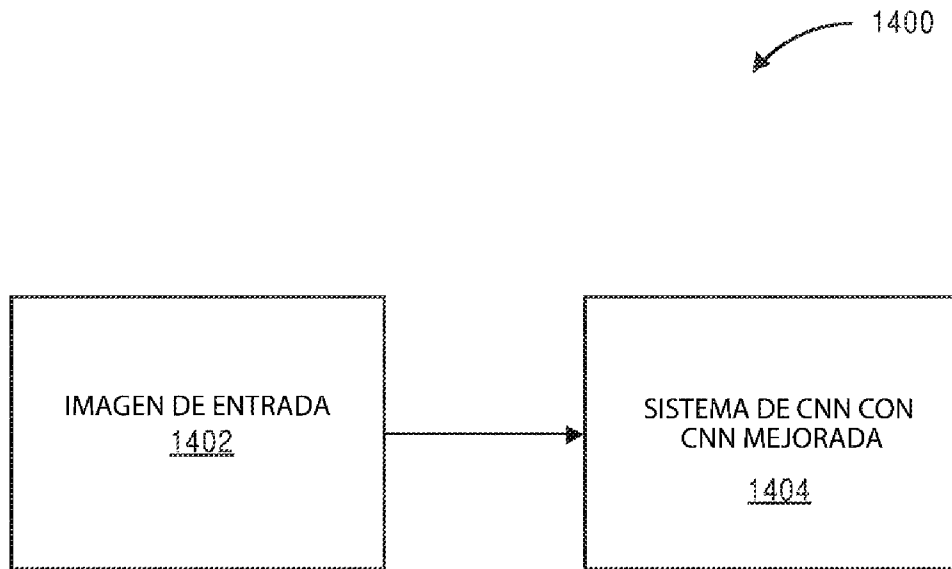 1400
IMAGEN DE ENTRADA
1402
SISTEMA DE CNN CON
CNN MEJORADA
1404